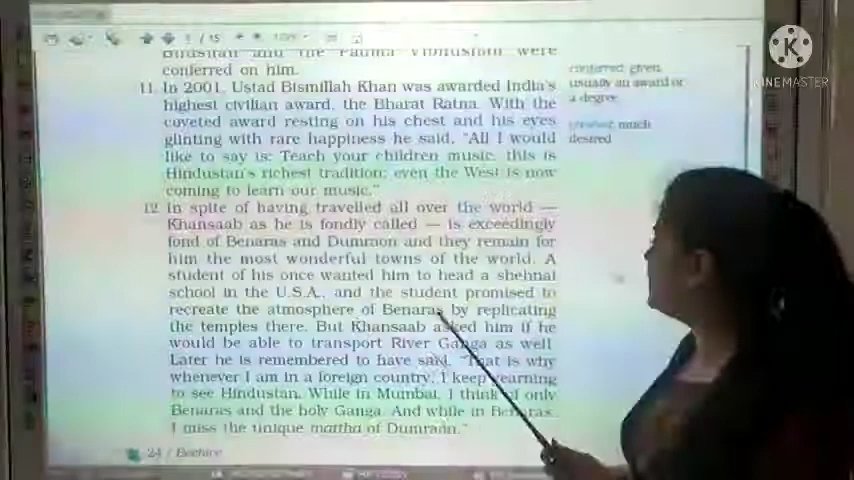 Bhushan and the Padma Vibhushan were
conferred on him.
11. In 2001, Ustad Bismillah Khan was awarded India's
highest civilian award, the Bharat Ratna. With the
coveted award resting on his chest and his eyes
glinting with rare happiness he said, "All I would
like to say is: Teach your children music, this is
Hindustan's richest tradition; even the West is now
coming to learn our music."
12. In spite of having travelled all over the world —
Khansaab as he is fondly called — is exceedingly
fond of Benaras and Dumraon and they remain for
him the most wonderful towns of the world. A
student of his once wanted him to head a shehnai
school in the U.S.A., and the student promised to
recreate the atmosphere of Benaras by replicating
the temples there. But Khansaab asked him if he
would be able to transport River Ganga as well.
Later he is remembered to have said, "That is why
whenever I am in a foreign country, I keep yearning
to see Hindustan. While in Mumbai, I think of only
Benaras and the holy Ganga. And while in Benaras,
I miss the unique mattha of Dumraon."
24 / Beehive
conferred: given,
usually an award or
a degree
coveted: much
desired
K
KINEMASTER